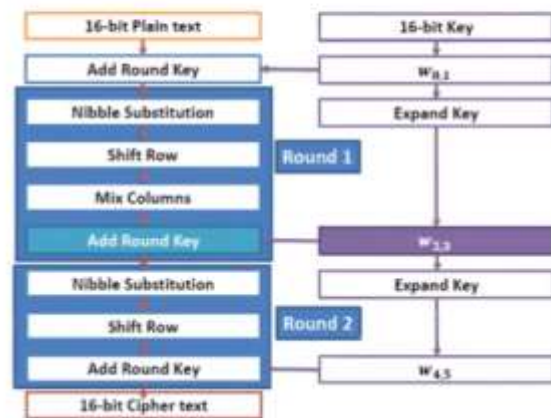 16-bit Plain text
16-bit Key
Add Round Key
w0,1
Nibble Substitution
Expand Key
Shift Row
Round 1
Mix Columns
Add Round Key
w2,3
Nibble Substitution
Expand Key
Shift Row
Round 2
Add Round Key
w4,5
16-bit Cipher text